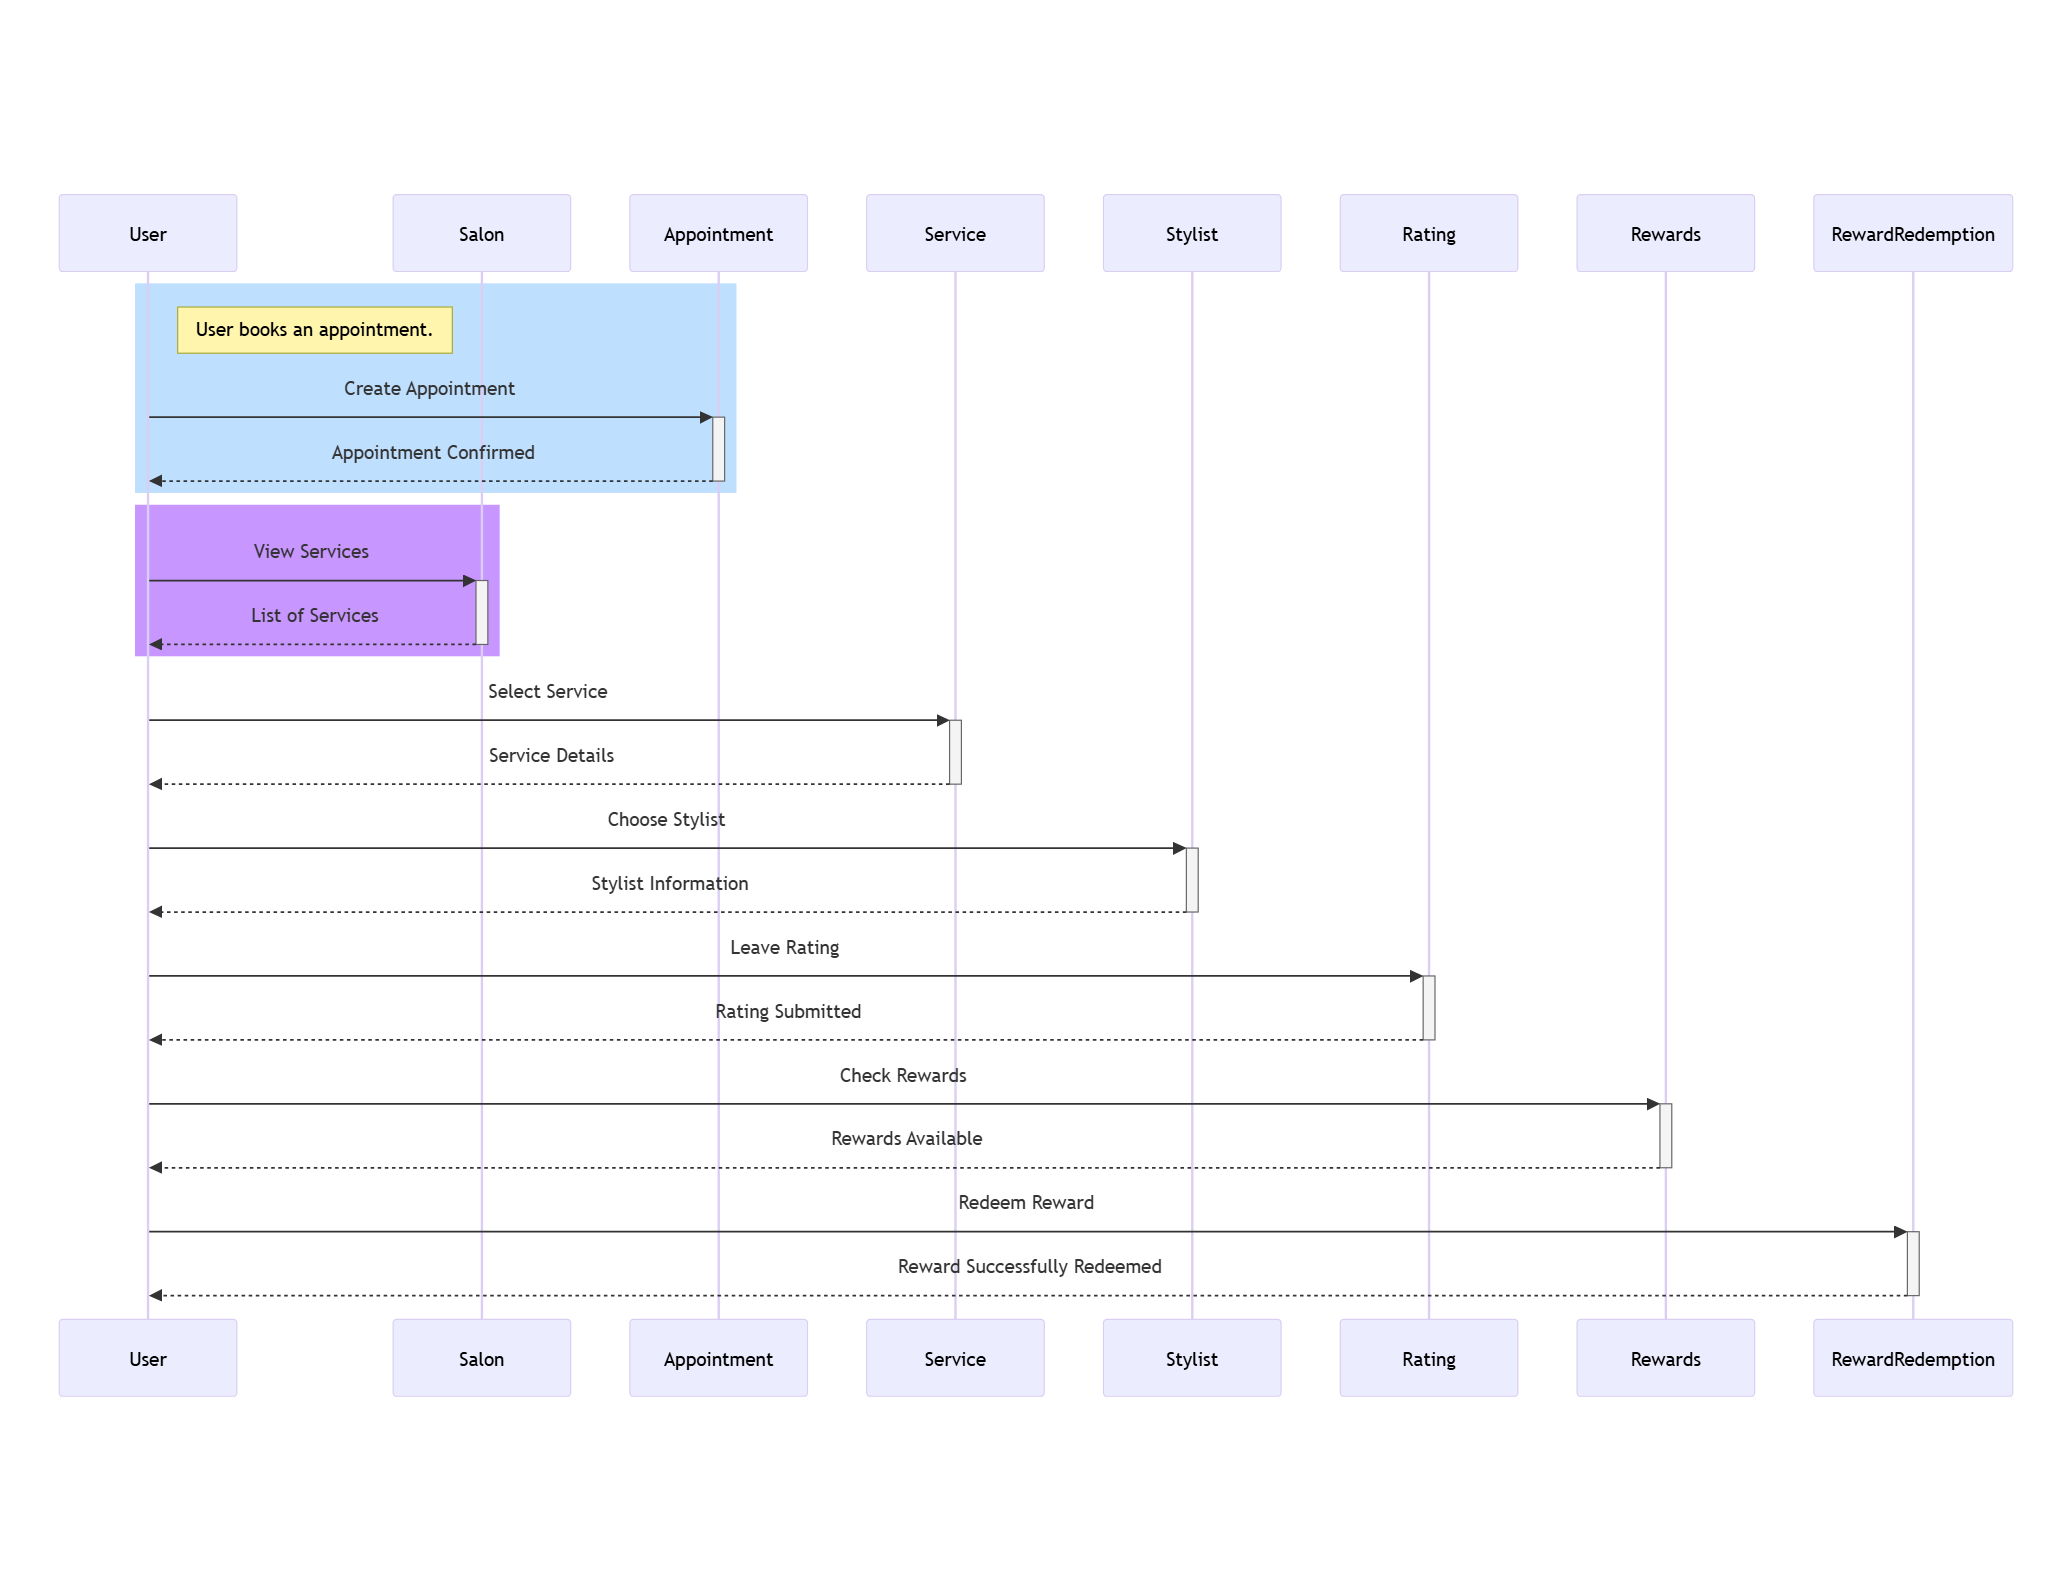 User
Salon
Appointment
Service
Stylist
Rating
Rewards
RewardRedemption
User books an appointment.
Create Appointment
Appointment Confirmed
View Services
List of Services
Select Service
Service Details
Choose Stylist
Stylist Information
Leave Rating
Rating Submitted
Check Rewards
Rewards Available
Redeem Reward
Reward Successfully Redeemed
User
Salon
Appointment
Service
Stylist
Rating
Rewards
RewardRedemption